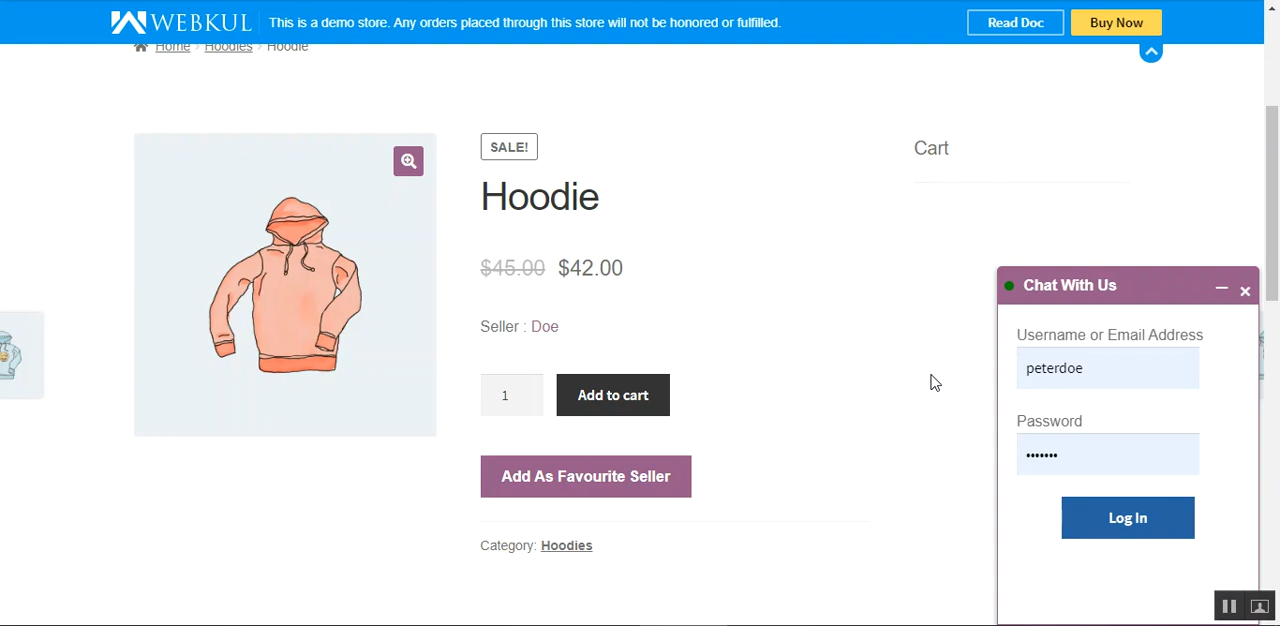 WEBKUL
This is a demo store. Any orders placed through this store will not be honored or fulfilled.
Read Doc
Buy Now
Home › Hoodies › Hoodie
SALE!
Hoodie
$45.00 $42.00
Seller : Doe
1
Add to cart
Add As Favourite Seller
Category: Hoodies
Cart
Chat With Us
Username or Email Address
peterdoe
Password
•••••••
Log In